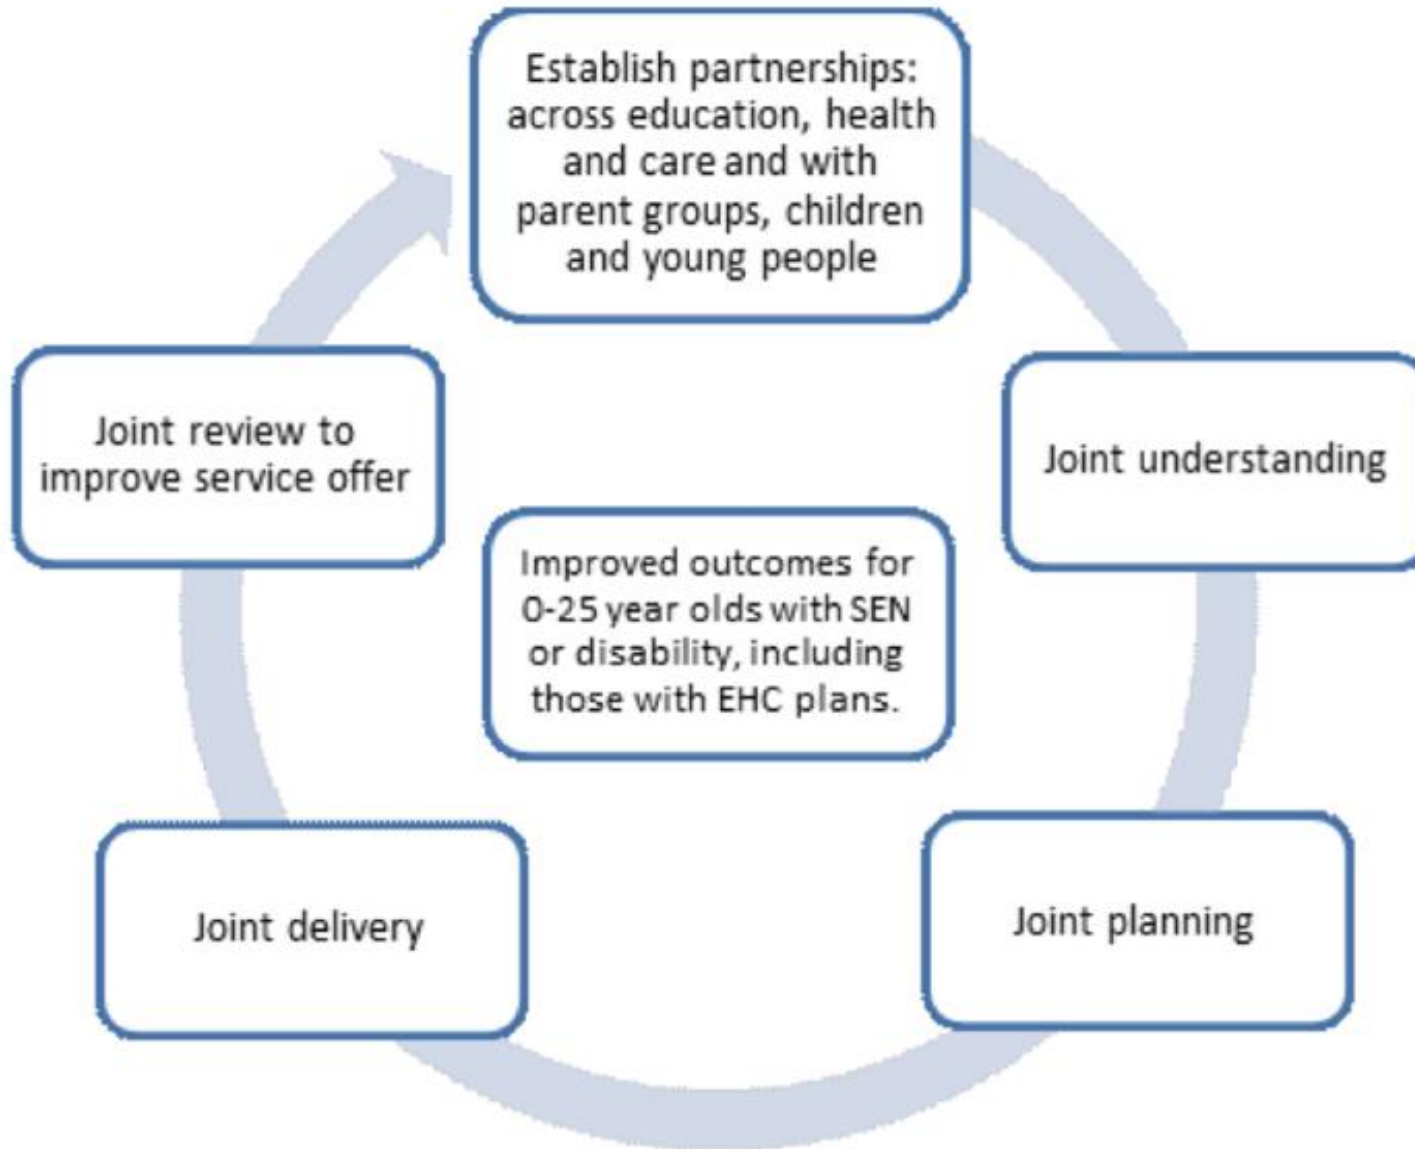 Establish partnerships:
across education, health
and care and with
parent groups, children
and young people
Joint understanding
Joint planning
Joint delivery
Joint review to
improve service offer
Improved outcomes for
0-25 year olds with SEN
or disability, including
those with EHC plans.